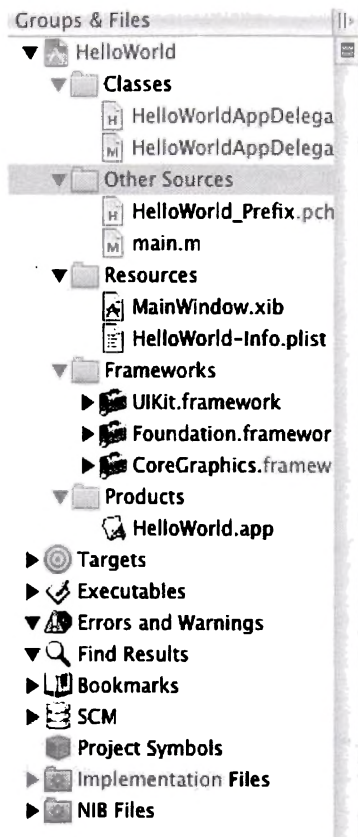 Groups & Files
HelloWorld
Classes
HelloWorldAppDelega
HelloWorldAppDelega
Other Sources
HelloWorld_Prefix.pch
main.m
Resources
MainWindow.xib
HelloWorld-Info.plist
Frameworks
UIKit.framework
Foundation.framewor
CoreGraphics.framew
Products
HelloWorld.app
Targets
Executables
Errors and Warnings
Find Results
Bookmarks
SCM
Project Symbols
Implementation Files
NIB Files